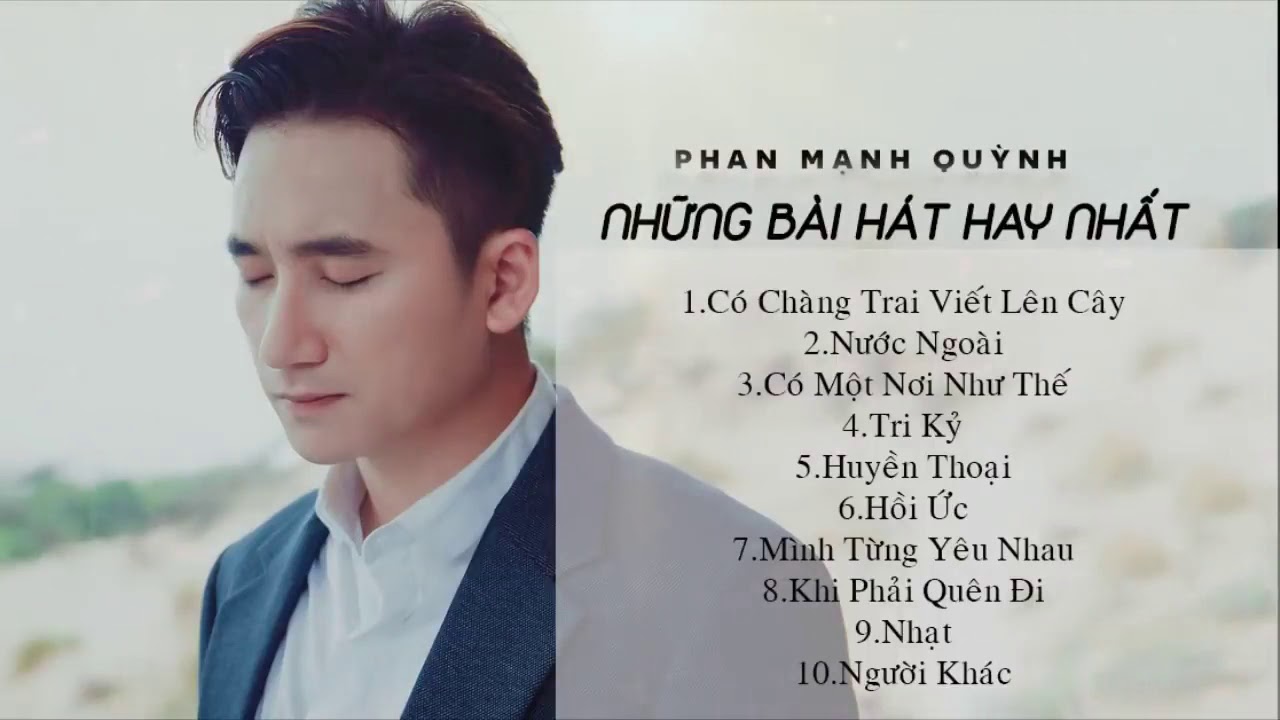 PHAN MẠNH QUỲNH
NHỮNG BÀI HÁT HAY NHẤT
1.Có Chàng Trai Viết Lên Cây
2.Nước Ngoài
3.Có Một Nơi Như Thế
4.Tri Kỷ
5.Huyền Thoại
6.Hồi Ức
7.Mình Từng Yêu Nhau
8.Khi Phải Quên Đi
9.Nhạt
10.Người Khác